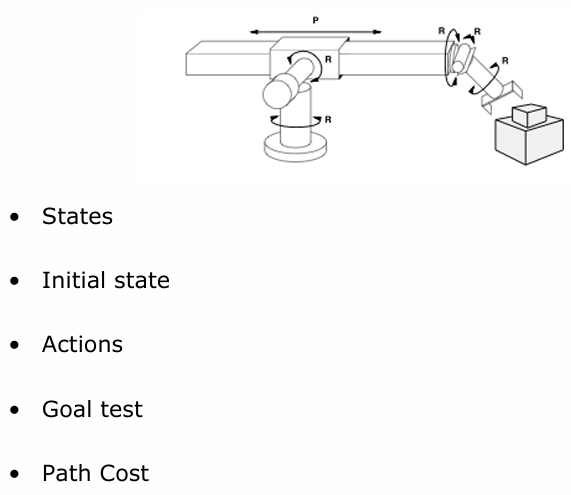 P
R
R
R
R
R
• States
• Initial state
• Actions
• Goal test
• Path Cost